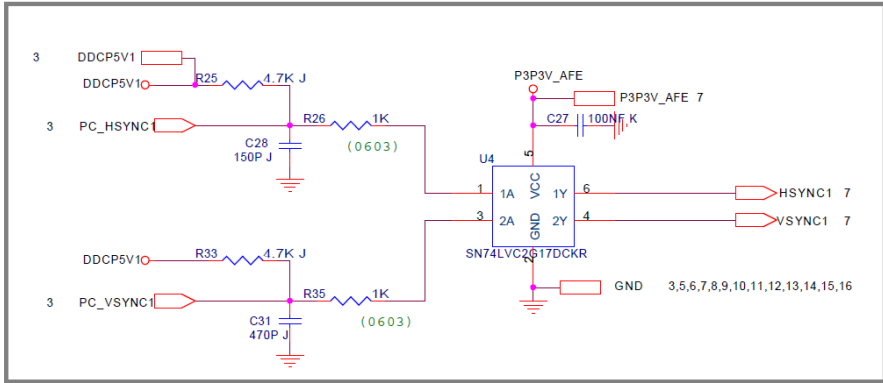 3 DDCP5V1
DDCP5V1
R25 4.7K J
3 PC_HSYNC1
R26 1K
(0603)
C28
150P J
P3P3V_AFE
P3P3V_AFE 7
C27 100NF K
U4
5
1 1A VCC 1Y 6
HSYNC1 7
3 2A GND 2Y 4
VSYNC1 7
SN74LVC2G17DCKR
2
GND 3,5,6,7,8,9,10,11,12,13,14,15,16
DDCP5V1
R33 4.7K J
3 PC_VSYNC1
R35 1K
(0603)
C31
470P J